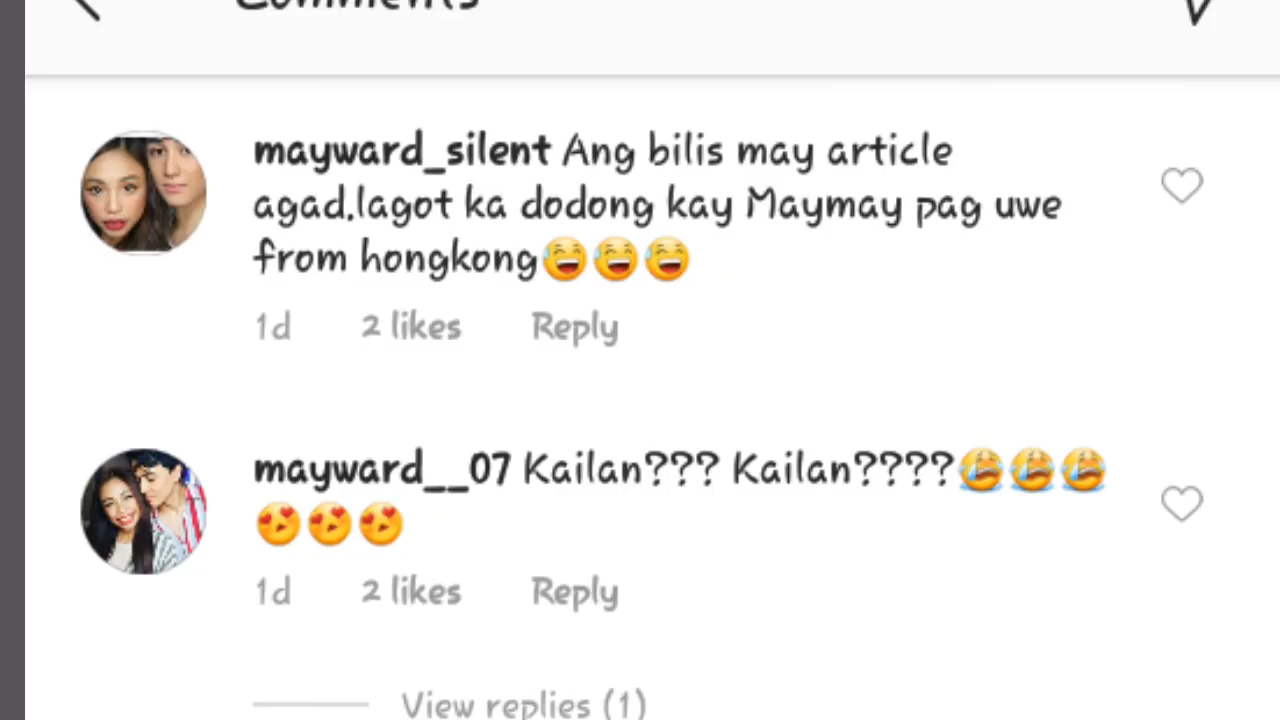 Comments
mayward_silent Ang bilis may article
agad.lagot ka dodong kay Maymay pag uwe
from hongkong😅😅😅
1d 2 likes Reply
mayward__07 Kailan??? Kailan????😭😭😭
😍😍😍
1d 2 likes Reply
View replies (1)